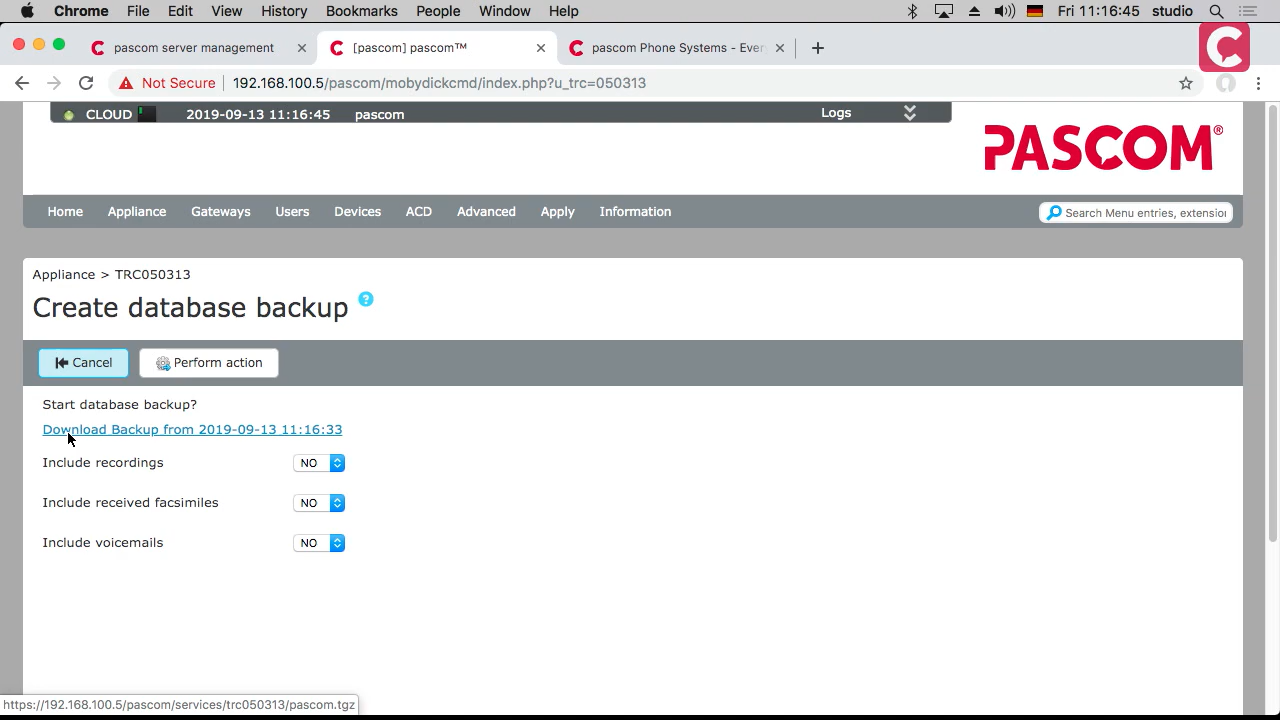 Chrome File Edit View History Bookmarks People Window Help Fri 11:16:45 studio
pascom server management [pascom] pascom™ pascom Phone Systems - Ever
Not Secure 192.168.100.5/pascom/mobydickcmd/index.php?u_trc=050313
CLOUD 2019-09-13 11:16:45 pascom Logs
PASCOM®
Home Appliance Gateways Users Devices ACD Advanced Apply Information Search Menu entries, extension
Appliance > TRC050313
Create database backup ?
Cancel Perform action
Start database backup?
Download Backup from 2019-09-13 11:16:33
Include recordings NO
Include received facsimiles NO
Include voicemails NO
https://192.168.100.5/pascom/services/trc050313/pascom.tgz